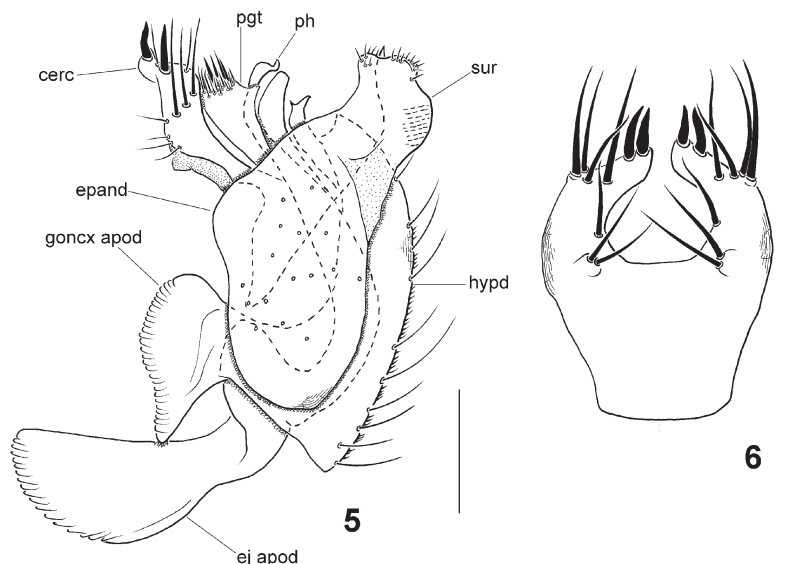 pgt
ph
cerc
sur
epand
goncx apod
hypd
6
5
ej apod